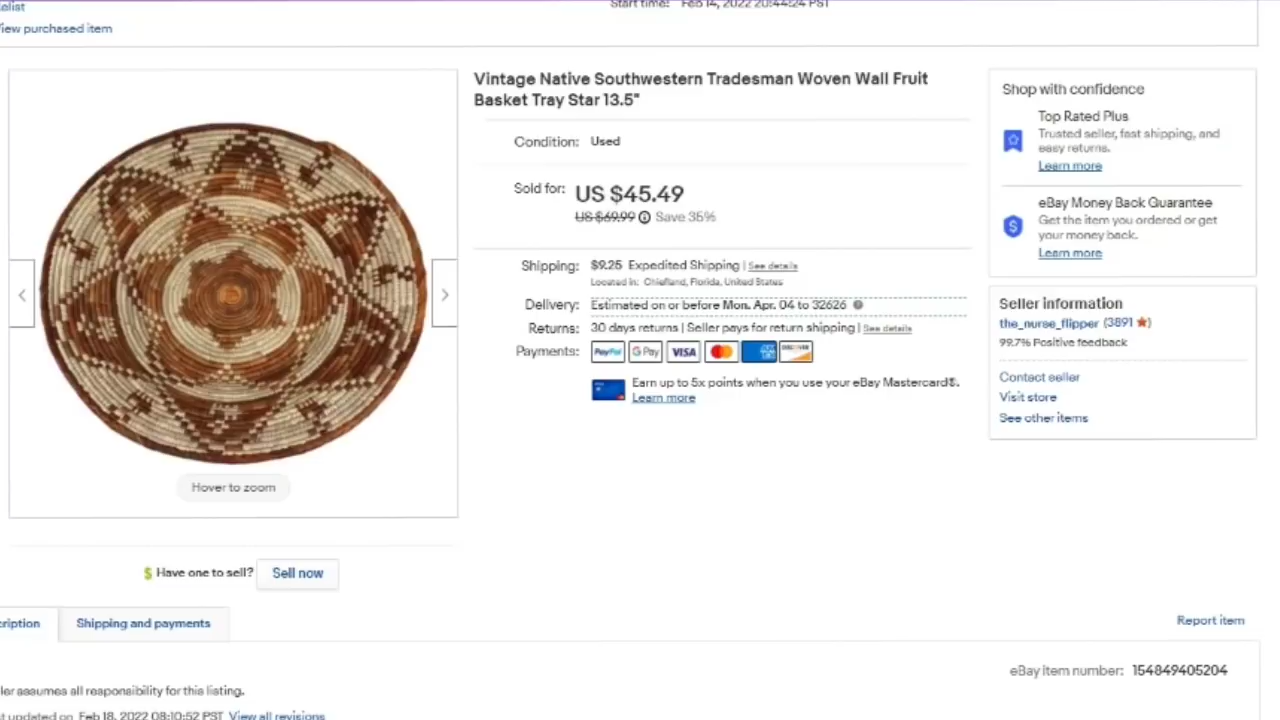 elist
Start time: Feb 14, 2022 20:44:24 PST
View purchased item
Vintage Native Southwestern Tradesman Woven Wall Fruit
Basket Tray Star 13.5"
Condition: Used
Sold for: US $45.49
US $69.99 Save 35%
Shipping: $9.25 Expedited Shipping | See details
Located in: Chiefland, Florida, United States
Delivery: Estimated on or before Mon. Apr. 04 to 32626
Returns: 30 days returns | Seller pays for return shipping | See details
Payments: PayPal G Pay VISA DISCOVER
Earn up to 5x points when you use your eBay Mastercard®.
Learn more
Shop with confidence
Top Rated Plus
Trusted seller, fast shipping, and
easy returns.
Learn more
eBay Money Back Guarantee
Get the item you ordered or get
your money back.
Learn more
Seller information
the_nurse_flipper (3891 ★)
99.7% Positive feedback
Contact seller
Visit store
See other items
Hover to zoom
$ Have one to sell? Sell now
cription
Shipping and payments
Report item
eBay item number: 154849405204
ler assumes all responsibility for this listing.
st updated on Feb 18, 2022 08:10:52 PST View all revisions